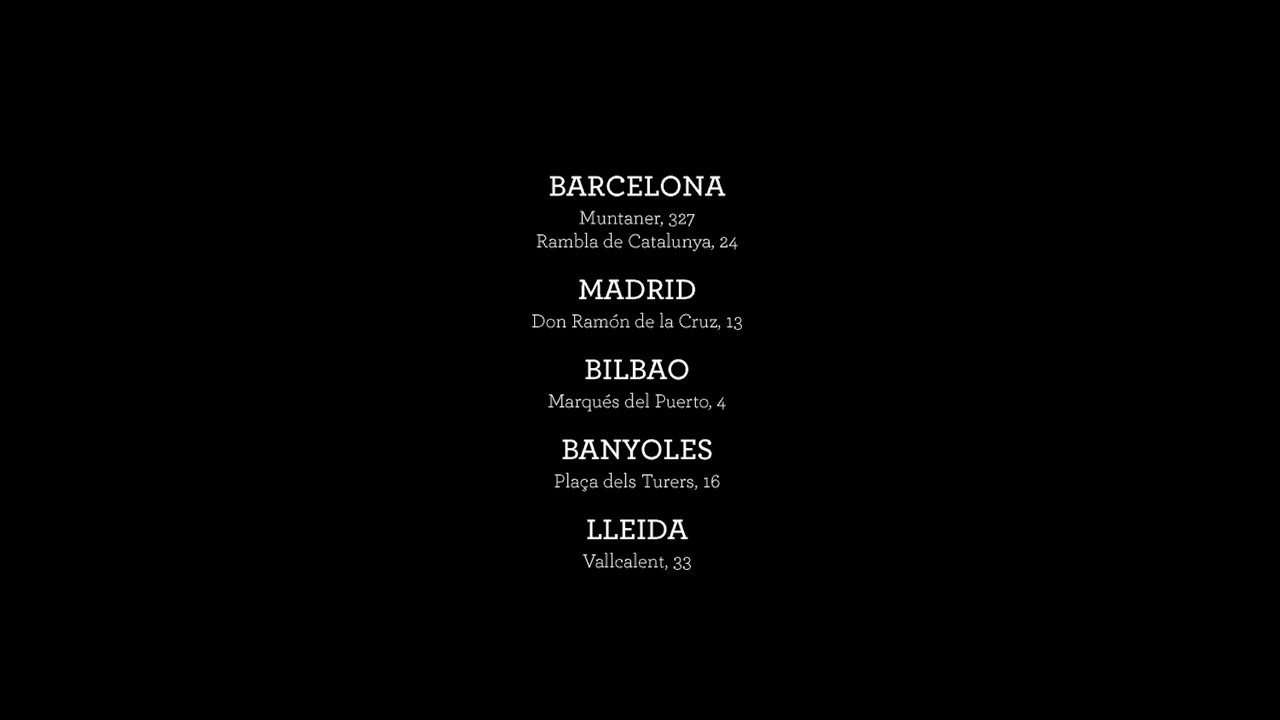 BARCELONA
Muntaner, 327
Rambla de Catalunya, 24
MADRID
Don Ramón de la Cruz, 13
BILBAO
Marqués del Puerto, 4
BANYOLES
Plaça dels Turers, 16
LLEIDA
Vallcalent, 33